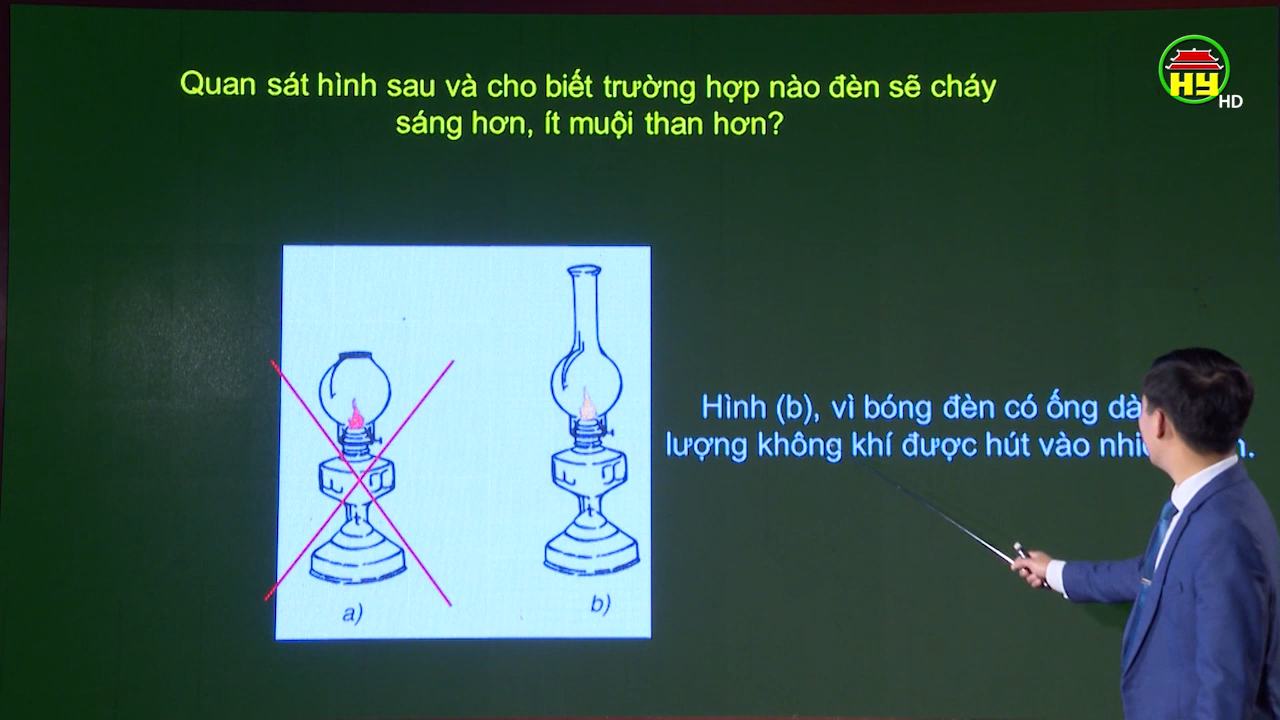 Quan sát hình sau và cho biết trường hợp nào đèn sẽ cháy
sáng hơn, ít muội than hơn?
HY
HD
Hình (b), vì bóng đèn có ống
lượng không khí được hút vào
a)
b)